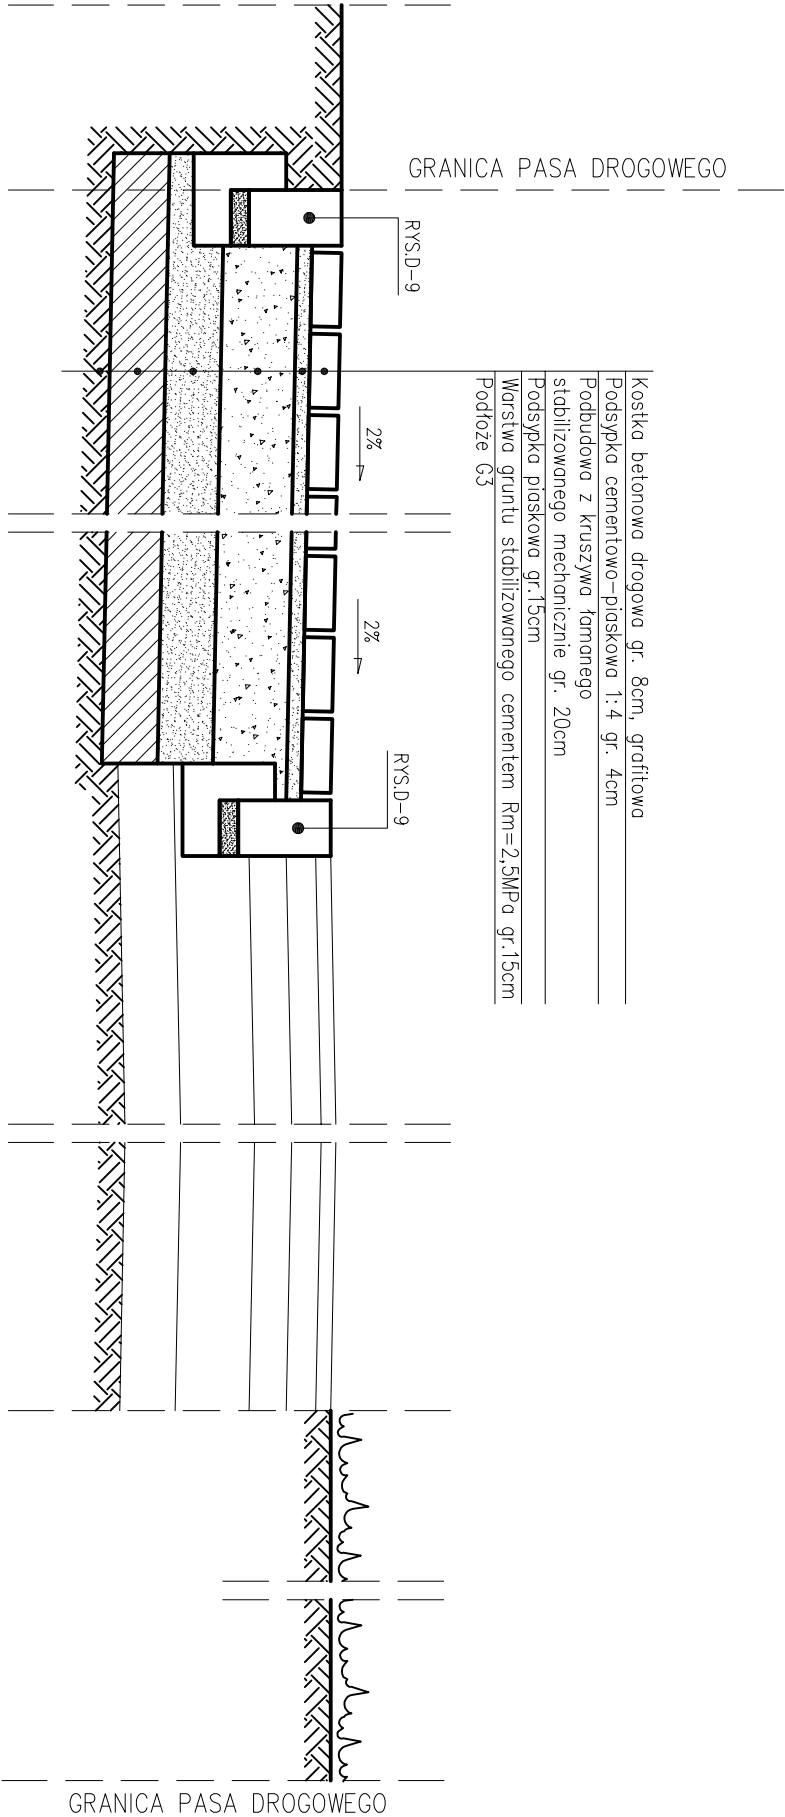 GRANICA PASA DROGOWEGO
RYS.D-9
Kostka betonowa drogowa gr. 8cm, grafitowa
Podsypka cementowo-piaskowa 1:4 gr. 4cm
Podbudowa z kruszywa łamanego
stabilizowanego mechanicznie gr. 20cm
Podsypka piaskowa gr.15cm
Warstwa gruntu stabilizowanego cementem Rm=2,5MPa gr.15cm
Podłoże G3
2%
2%
RYS.D-9
GRANICA PASA DROGOWEGO